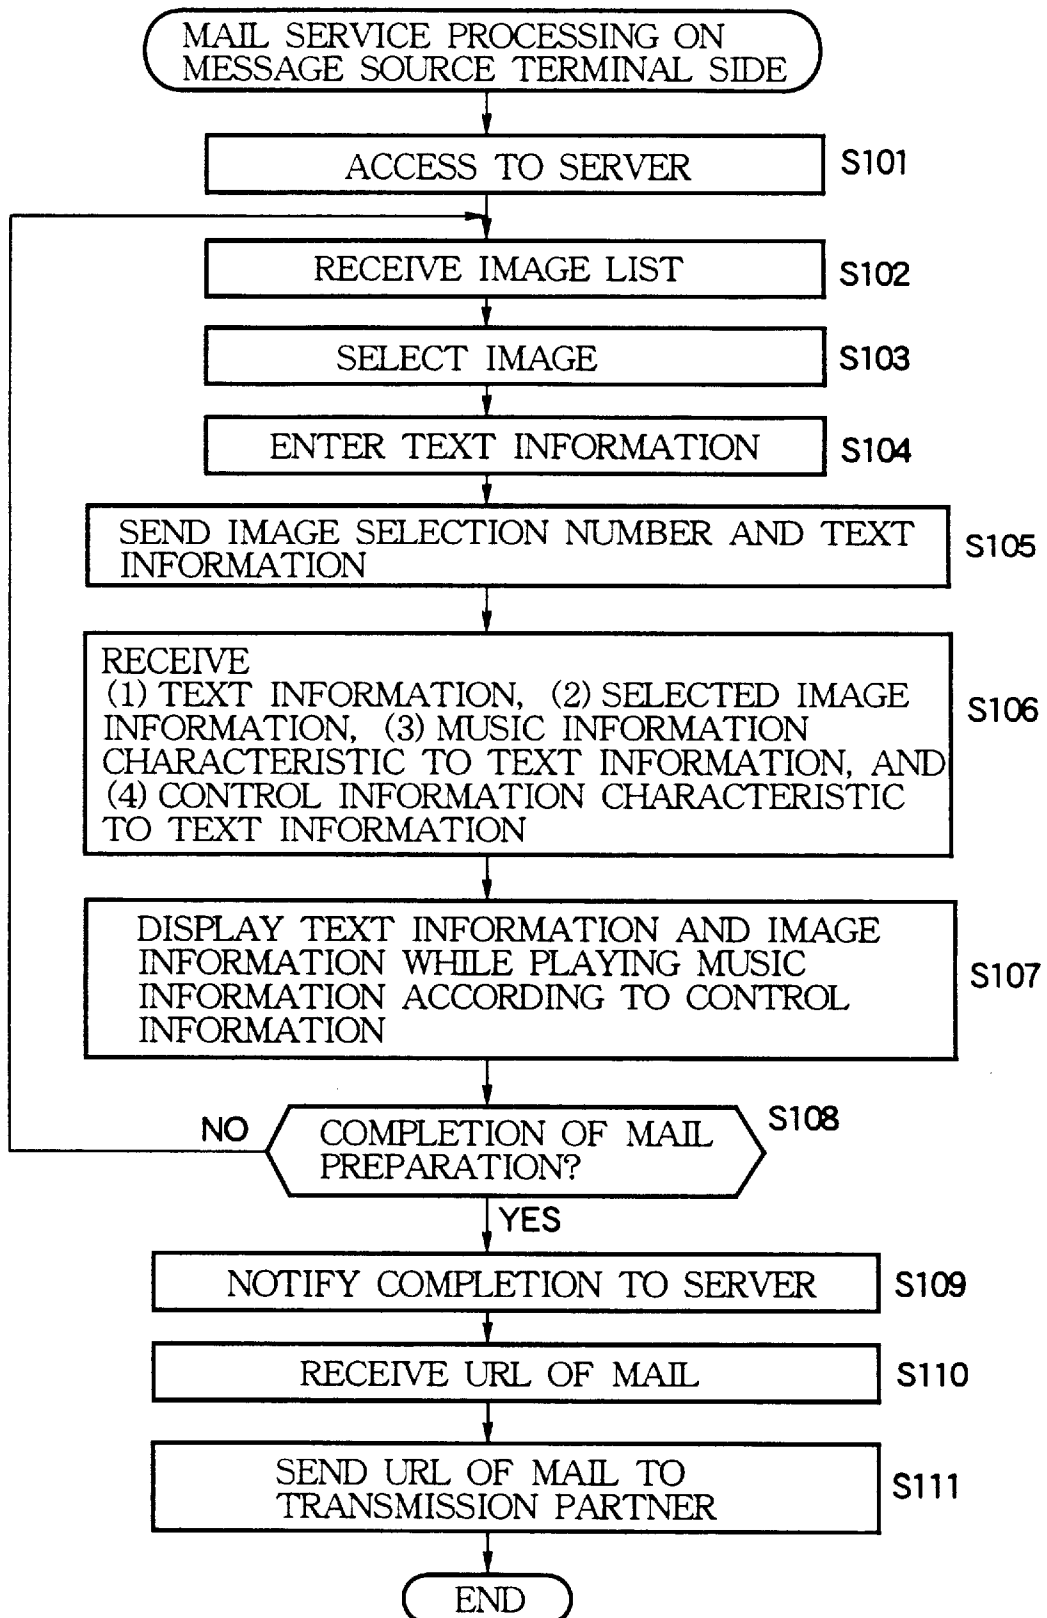 MAIL SERVICE PROCESSING ON
MESSAGE SOURCE TERMINAL SIDE
ACCESS TO SERVER
S101
RECEIVE IMAGE LIST
S102
SELECT IMAGE
S103
ENTER TEXT INFORMATION
S104
SEND IMAGE SELECTION NUMBER AND TEXT
INFORMATION
S105
RECEIVE
(1) TEXT INFORMATION, (2) SELECTED IMAGE
INFORMATION, (3) MUSIC INFORMATION
CHARACTERISTIC TO TEXT INFORMATION, AND
(4) CONTROL INFORMATION CHARACTERISTIC
TO TEXT INFORMATION
S106
DISPLAY TEXT INFORMATION AND IMAGE
INFORMATION WHILE PLAYING MUSIC
INFORMATION ACCORDING TO CONTROL
INFORMATION
S107
NO
COMPLETION OF MAIL
PREPARATION?
S108
YES
NOTIFY COMPLETION TO SERVER
S109
RECEIVE URL OF MAIL
S110
SEND URL OF MAIL TO
TRANSMISSION PARTNER
S111
END